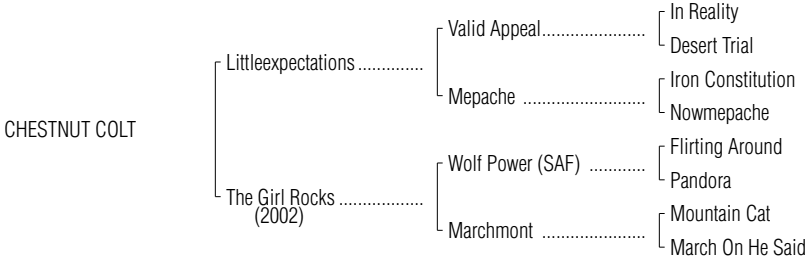 In Reality
Valid Appeal......................
Desert Trial
Littleexpectations ..............
Iron Constitution
Mepache ..........................
Nowmepache
CHESTNUT COLT
Flirting Around
Wolf Power (SAF) ............
Pandora
The Girl Rocks ..................
(2002)
Mountain Cat
Marchmont ......................
March On He Said